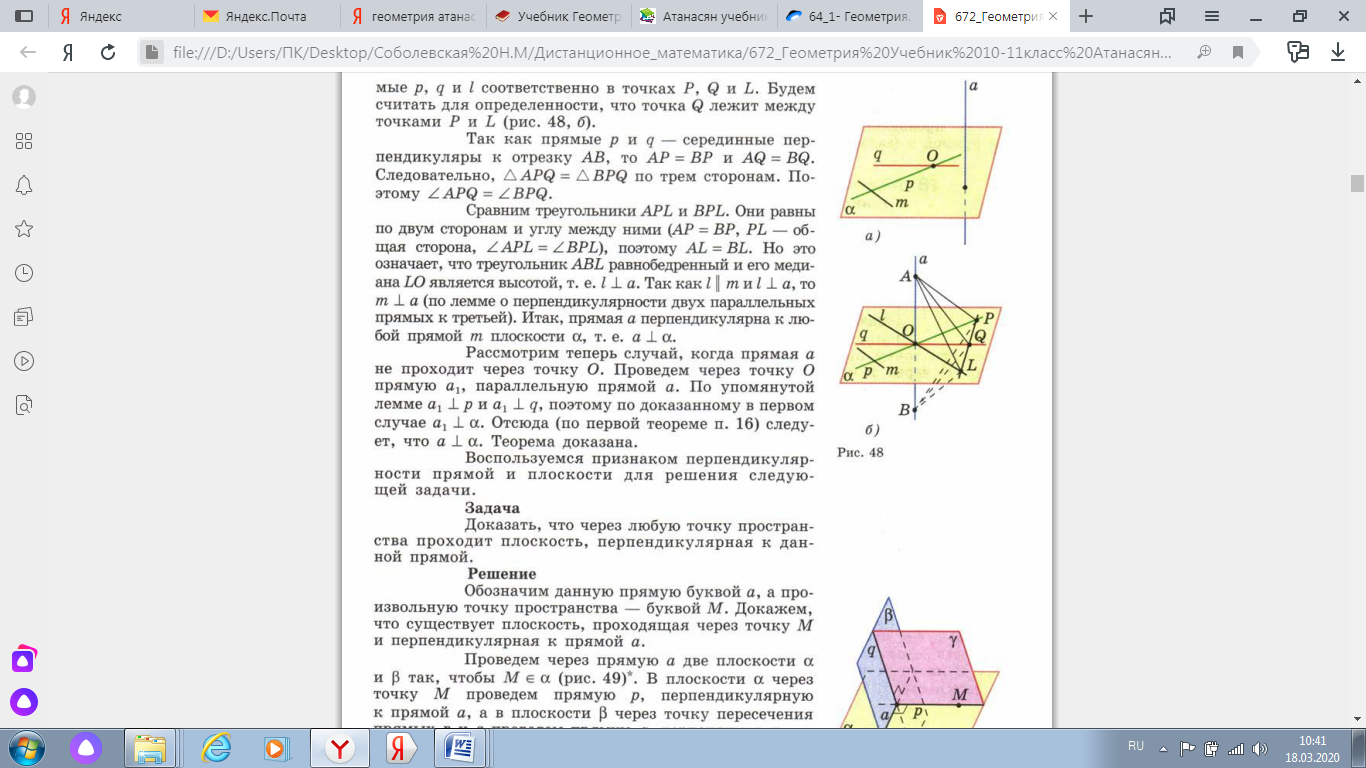 Яндекс
Яндекс.Почта
геометрия атанас
Учебник Геометр
Атанасян учебни
64_1- Геометрия.
672_Геометрия
file:///D:/Users/ПК/Desktop/Соболевская%20Н.М/Дистанционное_математика/672_Геометрия%20Учебник%2010-11класс%20Атанасян...
мые p, q и l соответственно в точках P, Q и L. Будем
считать для определенности, что точка Q лежит между
точками P и L (рис. 48, б).
Так как прямые p и q — серединные пер-
пендикуляры к отрезку AB, то AP = BP и AQ = BQ.
Следовательно, △APQ = △BPQ по трем сторонам. По-
этому ∠APQ = ∠BPQ.
Сравним треугольники APL и BPL. Они равны
по двум сторонам и углу между ними (AP = BP, PL — об-
щая сторона, ∠APL = ∠BPL), поэтому AL = BL. Но это
означает, что треугольник ABL равнобедренный и его меди-
ана LO является высотой, т. е. l ⊥ a. Так как l ∥ m и l ⊥ a, то
m ⊥ a (по лемме о перпендикулярности двух параллельных
прямых к третьей). Итак, прямая a перпендикулярна к лю-
бой прямой m плоскости α, т. е. a ⊥ α.
Рассмотрим теперь случай, когда прямая a
не проходит через точку O. Проведем через точку O
прямую a₁, параллельную прямой a. По упомянутой
лемме a₁ ⊥ p и a₁ ⊥ q, поэтому по доказанному в первом
случае a₁ ⊥ α. Отсюда (по первой теореме п. 16) следу-
ет, что a ⊥ α. Теорема доказана.
Воспользуемся признаком перпендикуляр-
ности прямой и плоскости для решения следую-
щей задачи.
Задача
Доказать, что через любую точку простран-
ства проходит плоскость, перпендикулярная к дан-
ной прямой.
Решение
Обозначим данную прямую буквой a, а про-
извольную точку пространства — буквой M. Докажем,
что существует плоскость, проходящая через точку M
и перпендикулярная к прямой a.
Проведем через прямую a две плоскости α
и β так, чтобы M ∈ α (рис. 49)*. В плоскости α через
точку M проведем прямую p, перпендикулярную
к прямой a, а в плоскости β через точку пересечения
a
q
O
p
m
α
а)
a
A
l
O
P
q
Q
L
α
p
m
B
б)
Рис. 48
β
γ
q
M
a
p
RU
10:41
18.03.2020